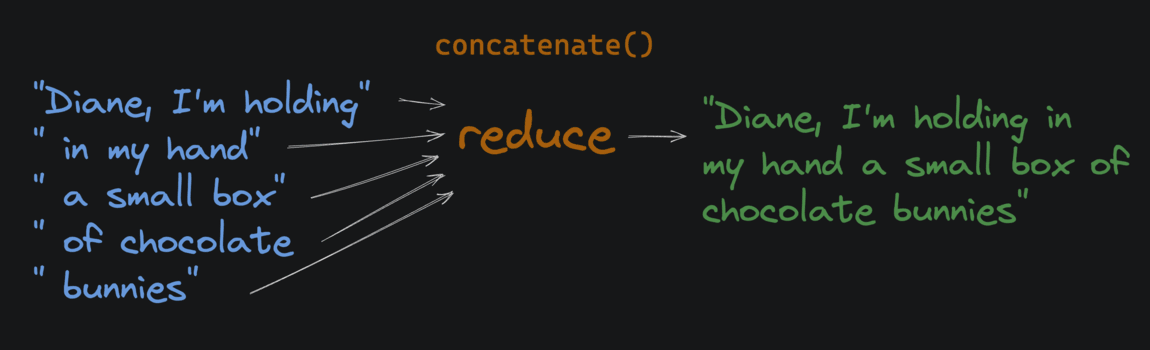 concatenate()
"Diane, I'm holding"
" in my hand"
" a small box"
" of chocolate
" bunnies"
reduce
"Diane, I'm holding in
my hand a small box of
chocolate bunnies"